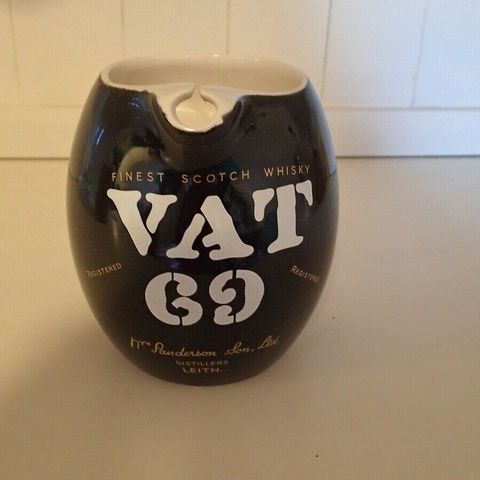 FINEST SCOTCH WHISKY
VAT
69
REGISTERED
REGISTERED
Wm. Sanderson & Son. Ltd.
DISTILLERS
LEITH.